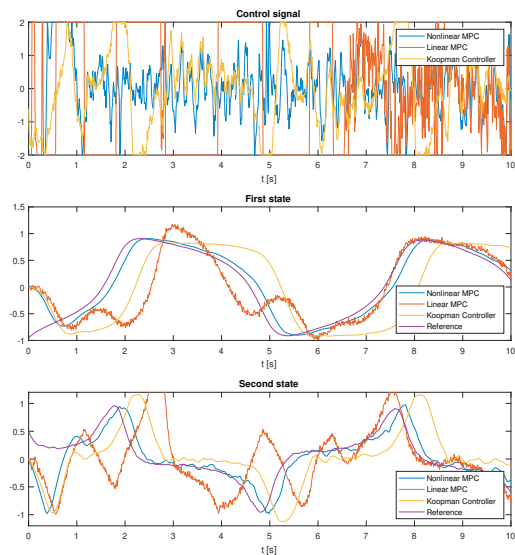 Control signal
2
1
0
-1
-2
Nonlinear MPC
Linear MPC
Koopman Controller
0 1 2 3 4 5 6 7 8 9 10
t [s]
First state
1.5
1
0.5
0
-0.5
-1
Nonlinear MPC
Linear MPC
Koopman Controller
Reference
0 1 2 3 4 5 6 7 8 9 10
t [s]
Second state
1
0.5
0
-0.5
-1
Nonlinear MPC
Linear MPC
Koopman Controller
Reference
0 1 2 3 4 5 6 7 8 9 10
t [s]